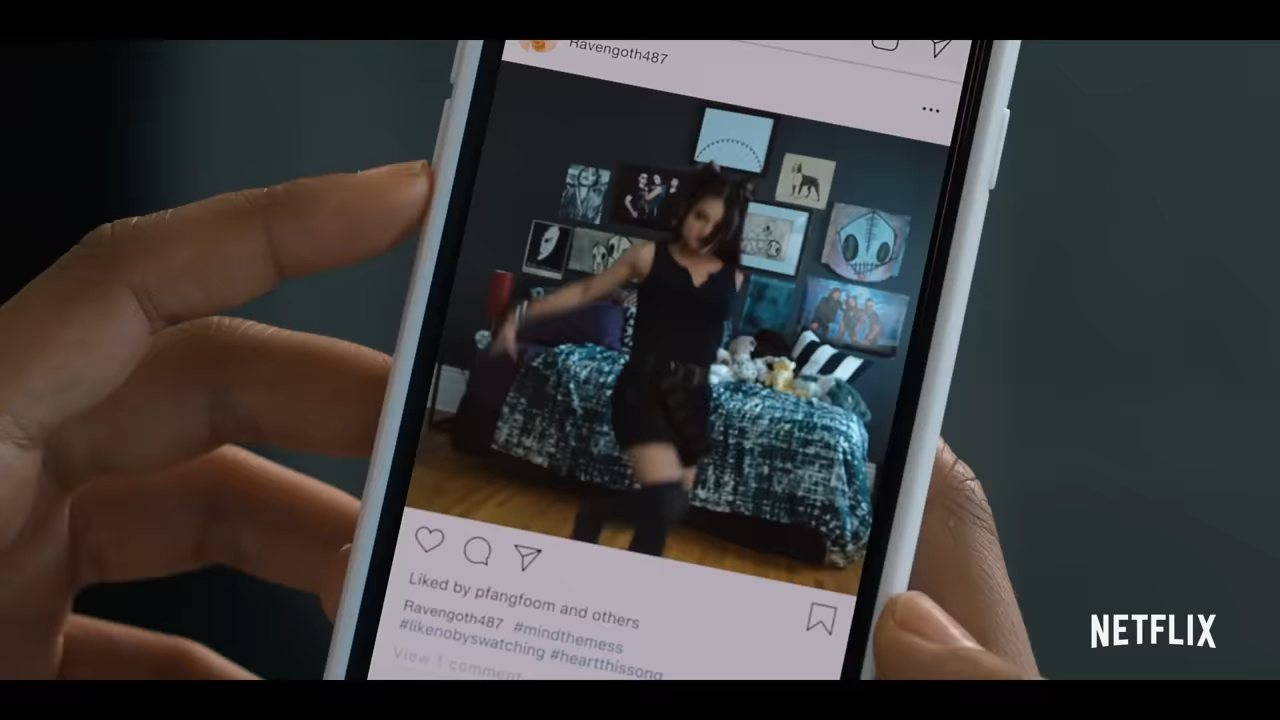 Ravengoth487
Liked by pfangfoom and others
Ravengoth487 #mindthemess
#likenobyswatching #heartthissong
View 1 comment
NETFLIX